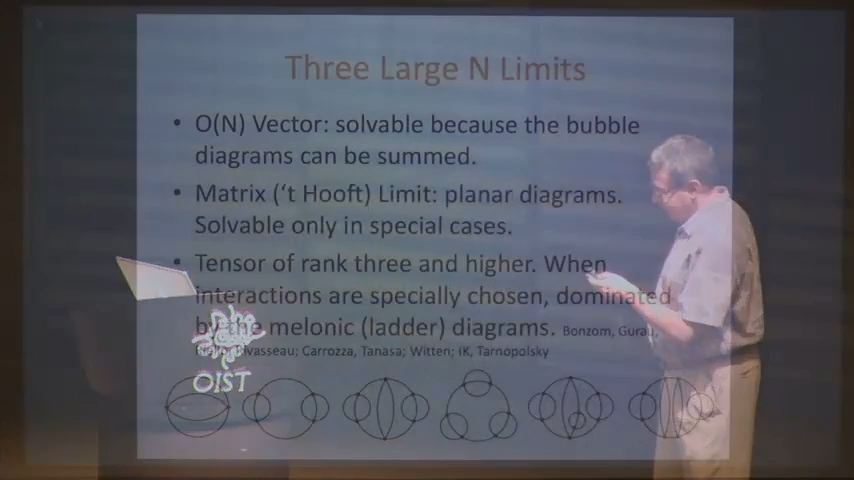 Three Large N Limits
• O(N) Vector: solvable because the bubble
diagrams can be summed.
• Matrix (‘t Hooft) Limit: planar diagrams.
Solvable only in special cases.
• Tensor of rank three and higher. When
interactions are specially chosen, dominated
by the melonic (ladder) diagrams. Bonzom, Gurau,
Rivasseau; Carrozza, Tanasa; Witten; IK, Tarnopolsky
OIST